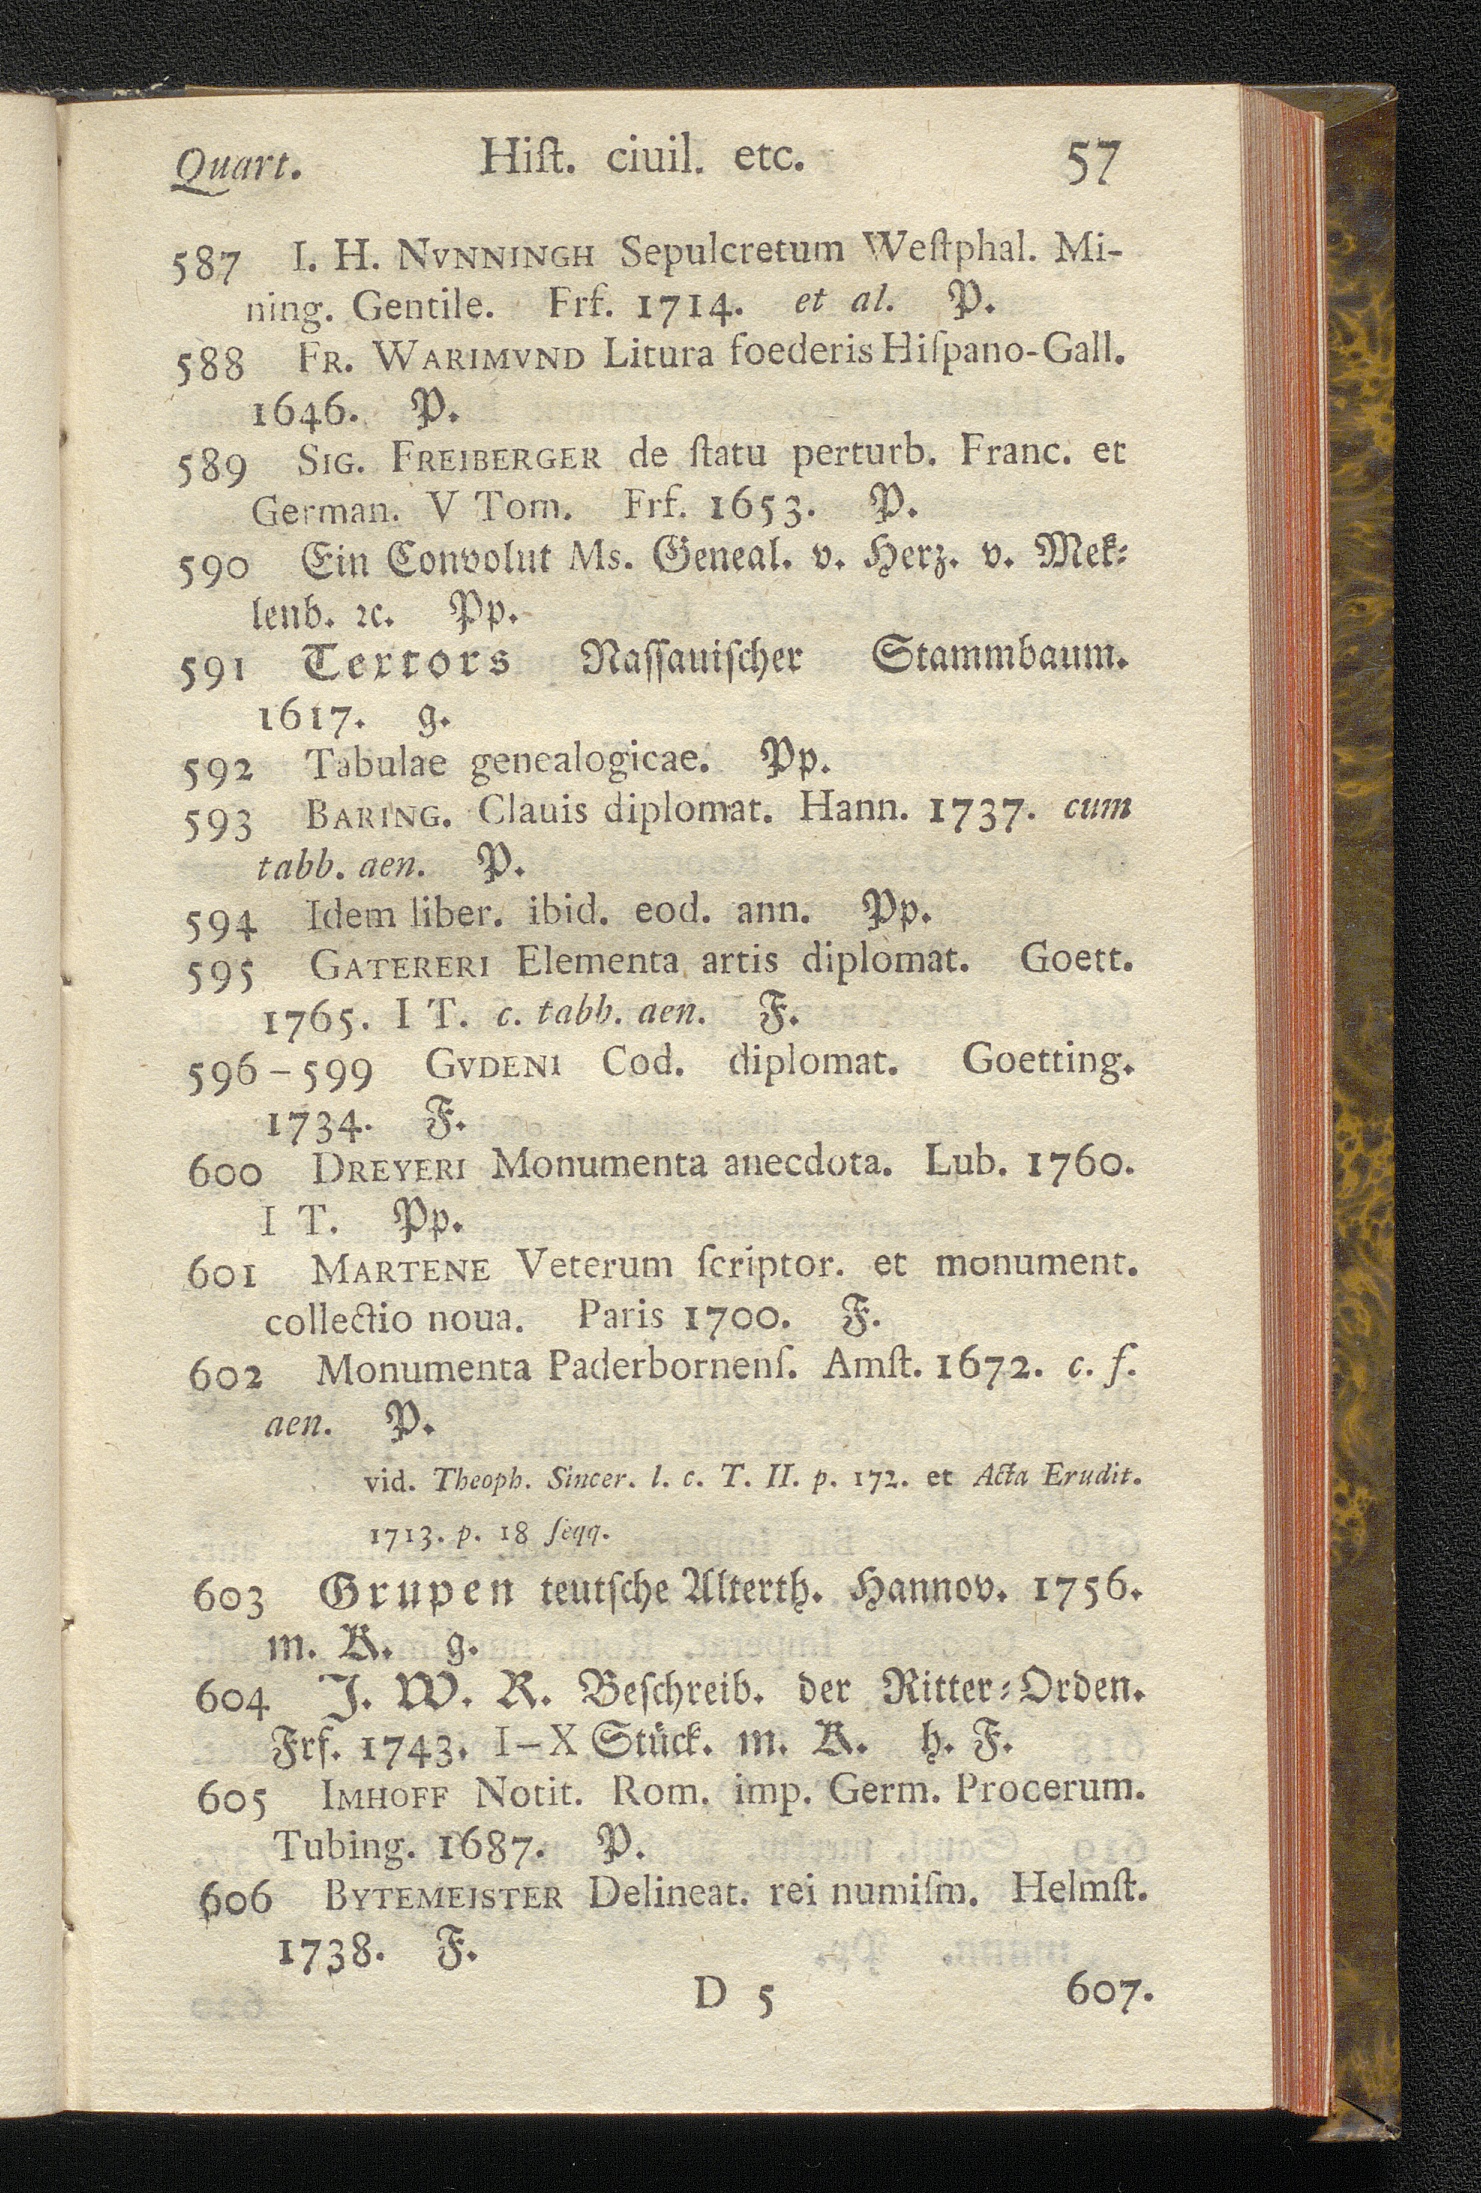 Quart. Hiſt. ciuil. etc. 57
587 I. H. NVNNINGH Sepulcretum Weſtphal. Mi-
ning. Gentile. Frf. 1714. et al. P.
588 FR. WARIMVND Litura foederis Hiſpano-Gall.
1646. P.
589 SIG. FREIBERGER de ſtatu perturb. Franc. et
German. V Tom. Frf. 1653. P.
590 Ein Convolut Ms. Geneal. v. Herz. v. Mek⸗
lenb. ꝛc. Pp.
591 Textors Naſſauiſcher Stammbaum.
1617. g.
592 Tabulae genealogicae. Pp.
593 BARING. Clauis diplomat. Hann. 1737. cum
tabb. aen. P.
594 Idem liber. ibid. eod. ann. Pp.
595 GATERERI Elementa artis diplomat. Goett.
1765. I T. c. tabb. aen. F.
596–599 GVDENI Cod. diplomat. Goetting.
1734. F.
600 DREYERI Monumenta anecdota. Lub. 1760.
I T. Pp.
601 MARTENE Veterum ſcriptor. et monument.
collectio noua. Paris 1700. F.
602 Monumenta Paderbornenſ. Amſt. 1672. c. f.
aen. P.
vid. Theoph. Sincer. l. c. T. II. p. 172. et Acta Erudit.
1713. p. 18 ſeqq.
603 Grupen teutſche Alterth. Hannov. 1756.
m. K. g.
604 J. W. R. Beſchreib. der Ritter⸗Orden.
Frf. 1743. I–X Stück. m. K. h. F.
605 IMHOFF Notit. Rom. imp. Germ. Procerum.
Tubing. 1687. P.
606 BYTEMEISTER Delineat. rei numiſm. Helmſt.
1738. F.
D 5 607.